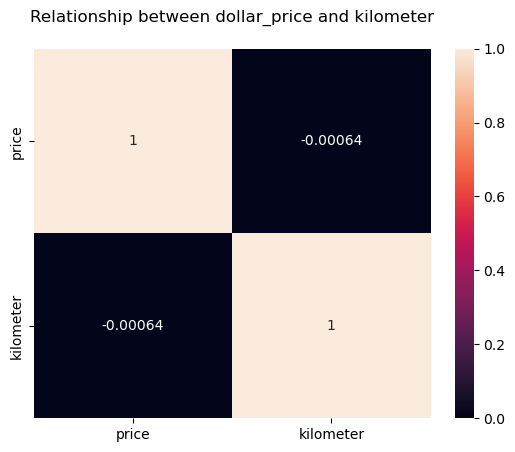 Relationship between dollar_price and kilometer
1.0
price
1
-0.00064
0.8
0.6
0.4
kilometer
-0.00064
1
0.2
0.0
price
kilometer